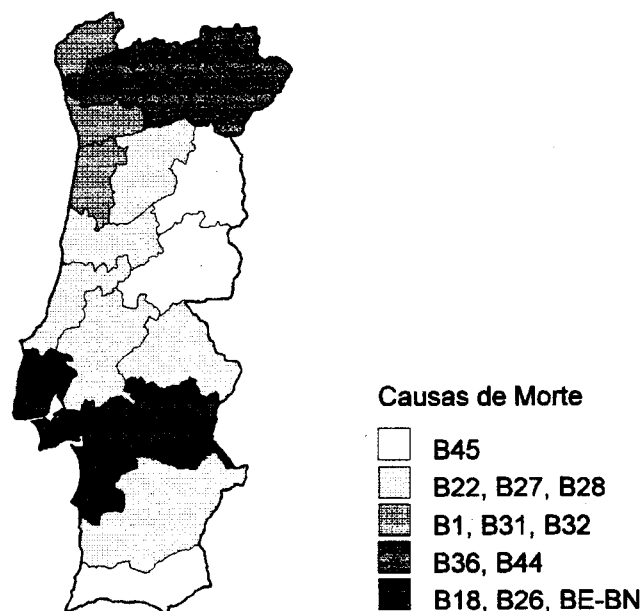 Causas de Morte
B45
B22, B27, B28
B1, B31, B32
B36, B44
B18, B26, BE-BN